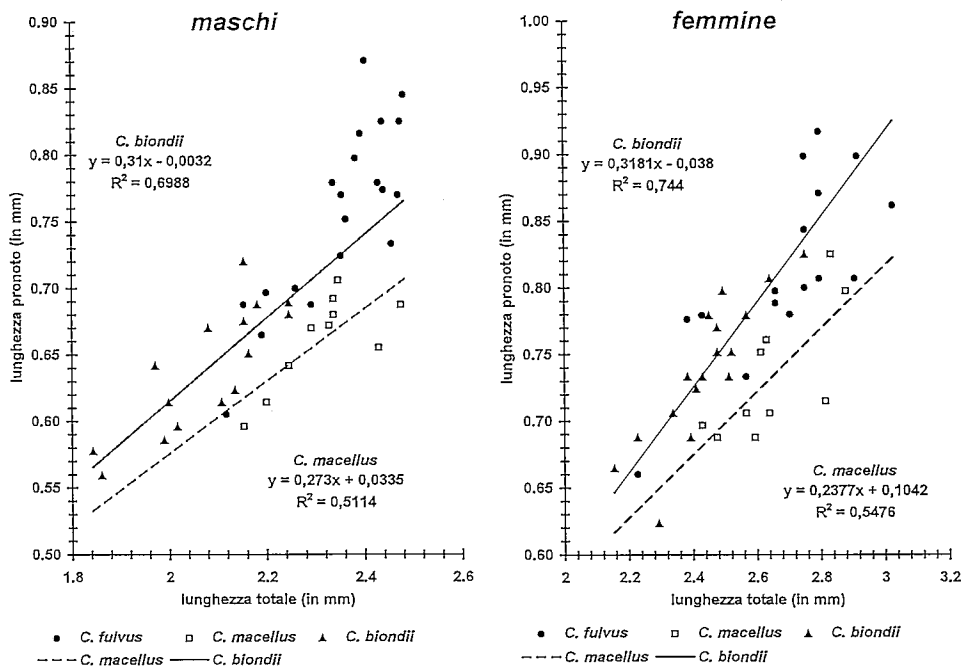 maschi
lunghezza pronoto (in mm)
0.90
0.85
0.80
0.75
0.70
0.65
0.60
0.55
0.50
C. biondii
y = 0,31x - 0,0032
R² = 0,6988
C. macellus
y = 0,273x + 0,0335
R² = 0,5114
1.8 2 2.2 2.4 2.6
lunghezza totale (in mm)
C. fulvus C. macellus C. biondii
C. macellus C. biondii
femmine
lunghezza pronoto (in mm)
1.00
0.95
0.90
0.85
0.80
0.75
0.70
0.65
0.60
C. biondii
y = 0,3181x - 0,038
R² = 0,744
C. macellus
y = 0,2377x + 0,1042
R² = 0,5476
2 2.2 2.4 2.6 2.8 3 3.2
lunghezza totale (in mm)
C. fulvus C. macellus C. biondii
C. macellus C. biondii